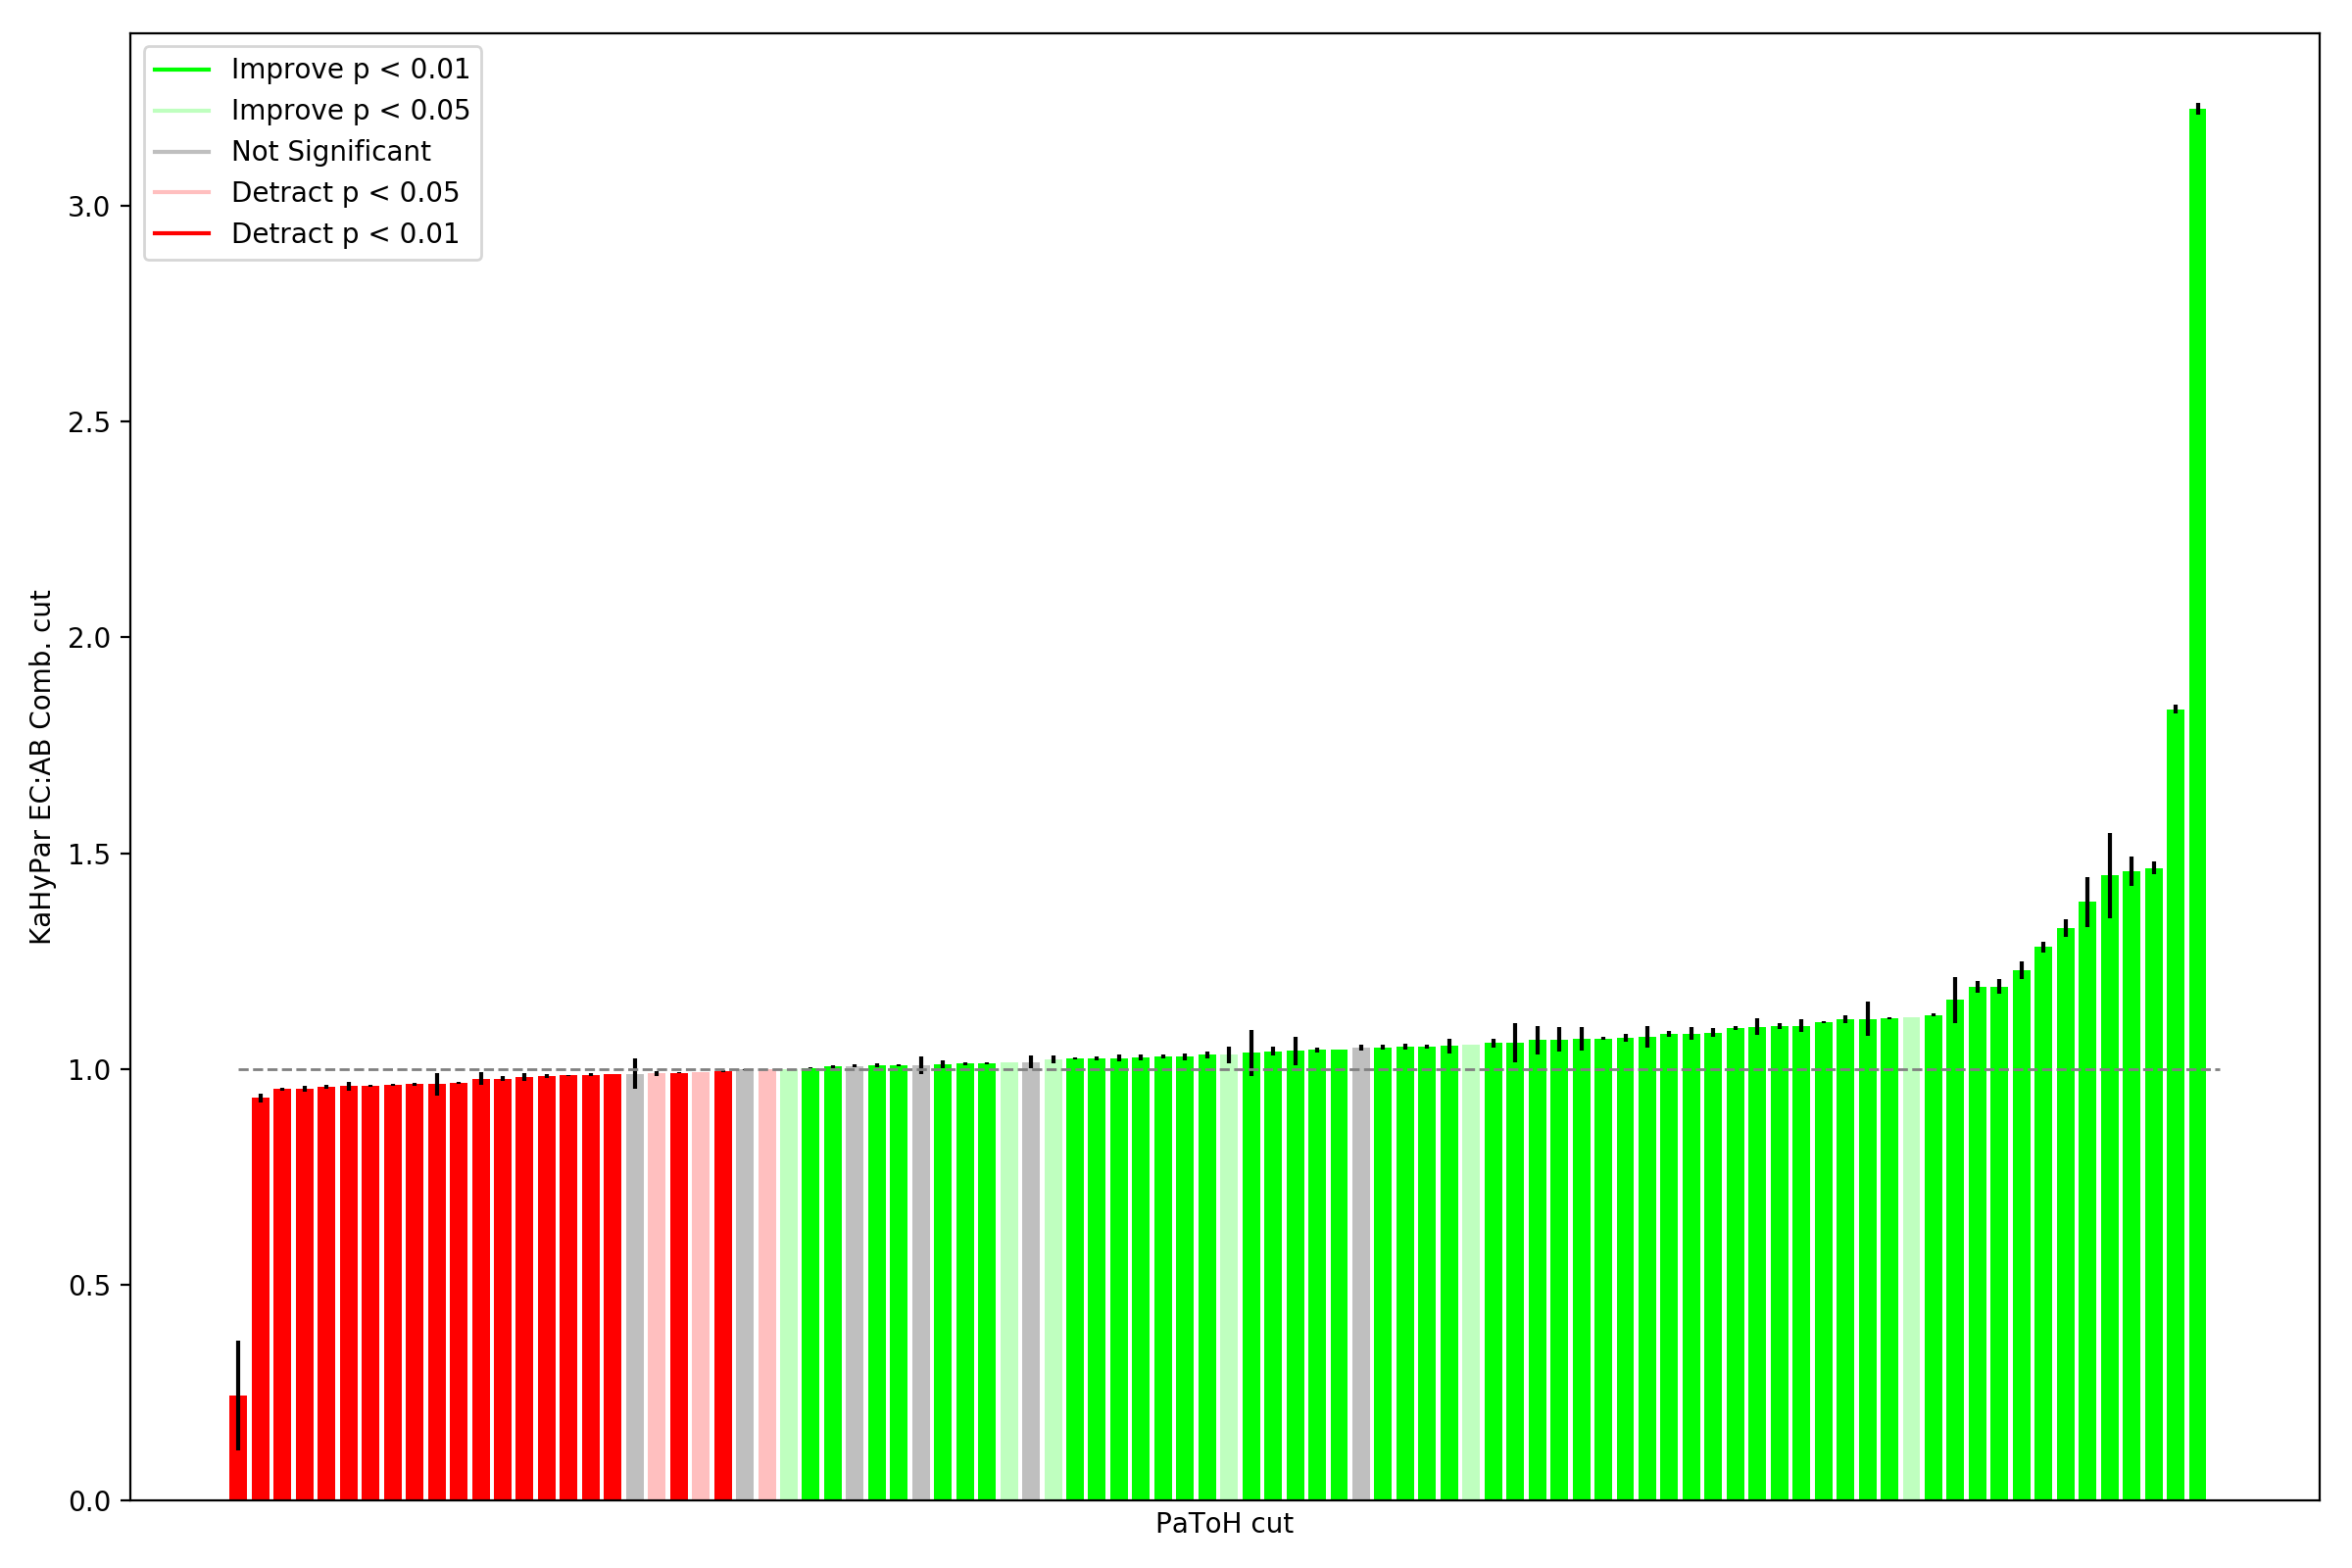 Improve p < 0.01
Improve p < 0.05
Not Significant
Detract p < 0.05
Detract p < 0.01
3.0
2.5
2.0
1.5
1.0
0.5
0.0
KaHyPar EC:AB Comb. cut
PaToH cut